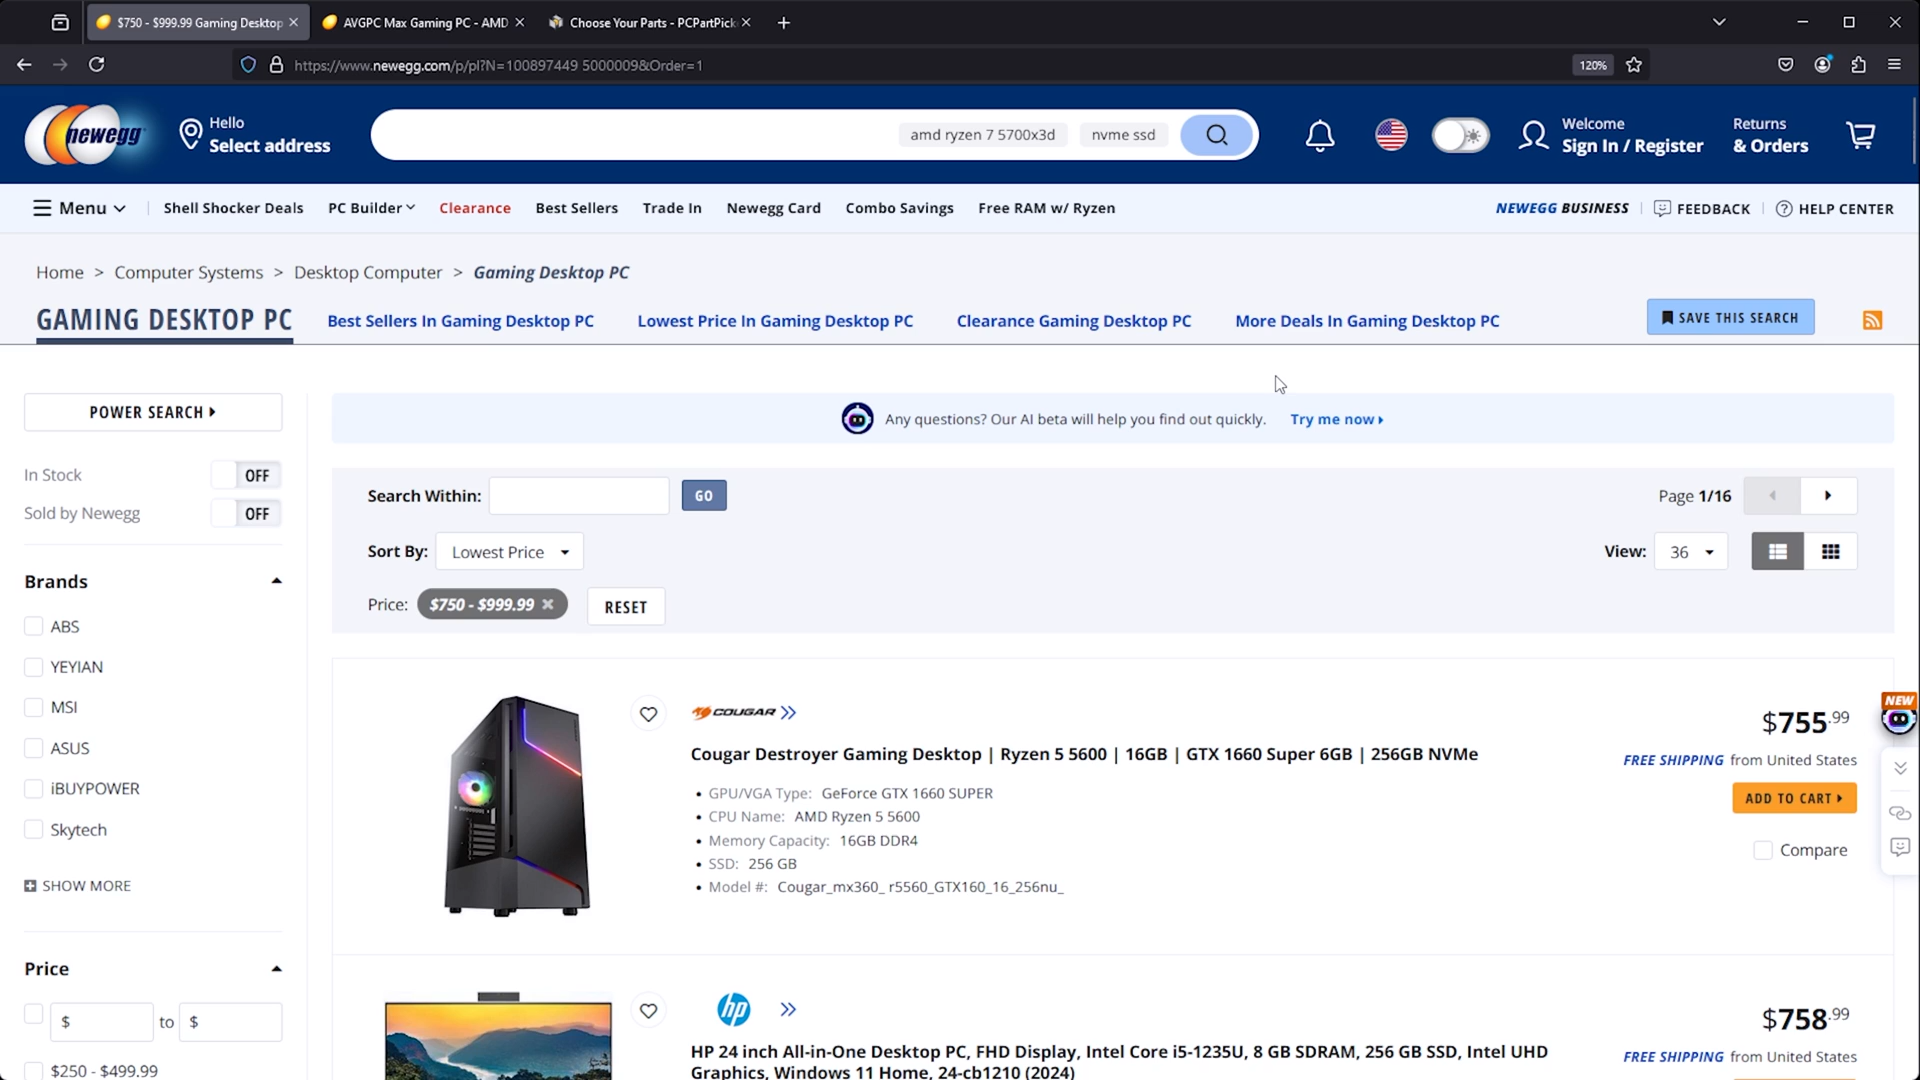 $750 - $999.99 Gaming Desktop
AVGPC Max Gaming PC - AMD
Choose Your Parts - PCPartPick
https://www.newegg.com/p/pl?N=100897449 5000009&Order=1
120%
newegg
Hello
Select address
amd ryzen 7 5700x3d
nvme ssd
Welcome
Sign In / Register
Returns
& Orders
Menu
Shell Shocker Deals
PC Builder
Clearance
Best Sellers
Trade In
Newegg Card
Combo Savings
Free RAM w/ Ryzen
NEWEGG BUSINESS
FEEDBACK
HELP CENTER
Home > Computer Systems > Desktop Computer > Gaming Desktop PC
GAMING DESKTOP PC
Best Sellers In Gaming Desktop PC
Lowest Price In Gaming Desktop PC
Clearance Gaming Desktop PC
More Deals In Gaming Desktop PC
SAVE THIS SEARCH
POWER SEARCH
Any questions? Our AI beta will help you find out quickly. Try me now
In Stock OFF
Sold by Newegg OFF
Search Within: GO
Page 1/16
Sort By: Lowest Price
View: 36
Price: $750 - $999.99 RESET
Brands
ABS
YEYIAN
MSI
ASUS
iBUYPOWER
Skytech
SHOW MORE
Price
$ to $
$250 - $499.99
COUGAR
Cougar Destroyer Gaming Desktop | Ryzen 5 5600 | 16GB | GTX 1660 Super 6GB | 256GB NVMe
GPU/VGA Type: GeForce GTX 1660 SUPER
CPU Name: AMD Ryzen 5 5600
Memory Capacity: 16GB DDR4
SSD: 256 GB
Model #: Cougar_mx360_ r5560_GTX160_16_256nu_
$755.99
FREE SHIPPING from United States
ADD TO CART
Compare
NEW
hp
HP 24 inch All-in-One Desktop PC, FHD Display, Intel Core i5-1235U, 8 GB SDRAM, 256 GB SSD, Intel UHD
Graphics, Windows 11 Home, 24-cb1210 (2024)
$758.99
FREE SHIPPING from United States